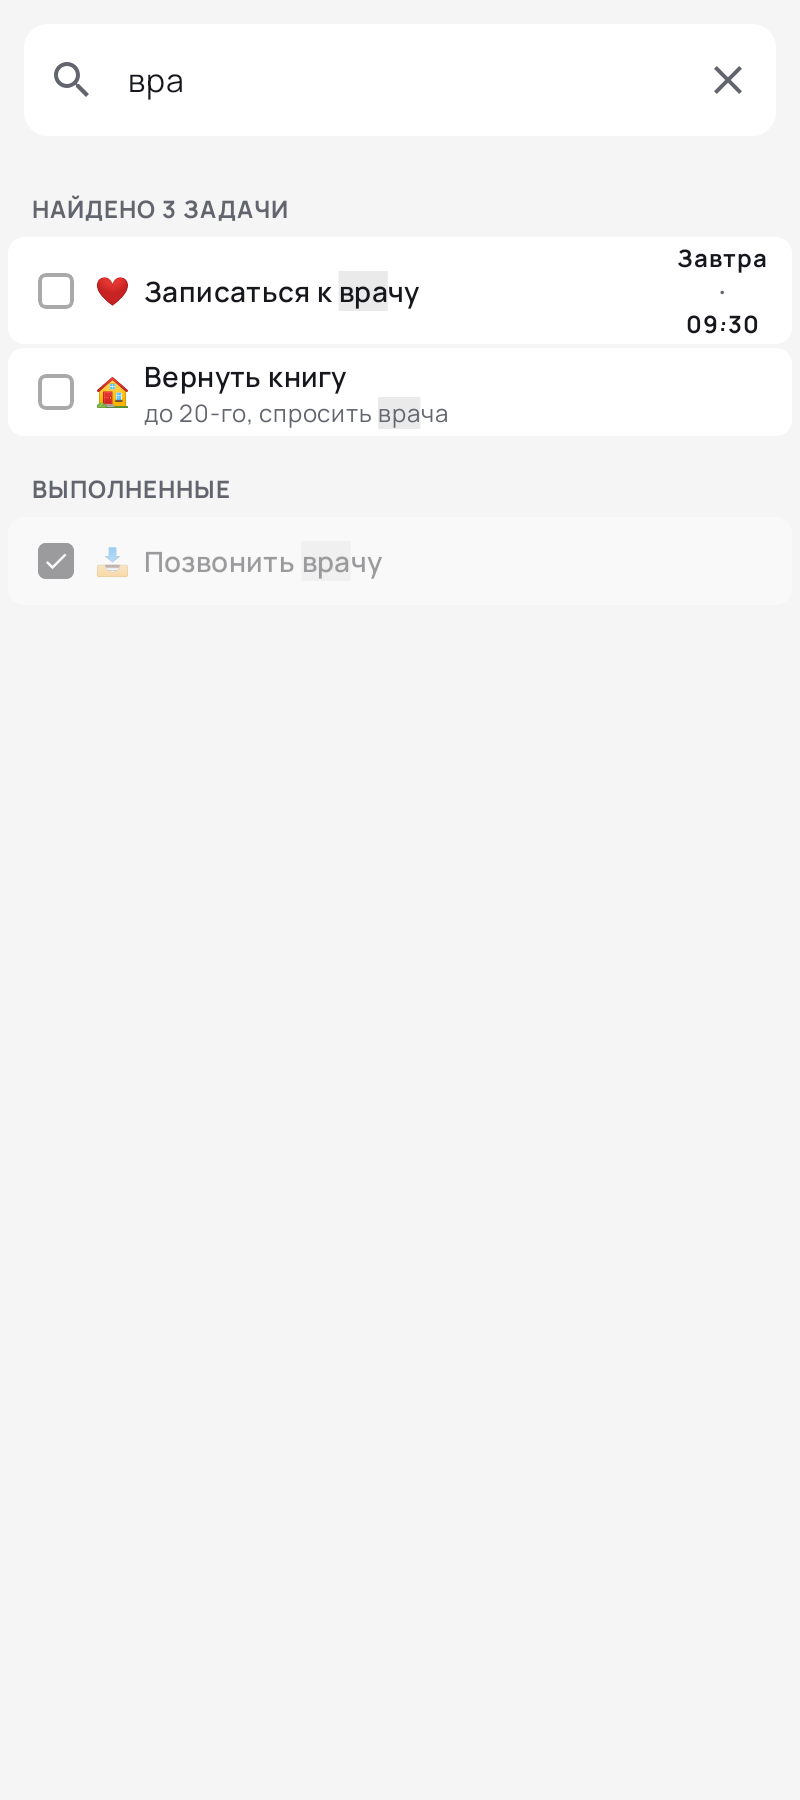 вра
НАЙДЕНО 3 ЗАДАЧИ
Записаться к врачу
Завтра
·
09:30
Вернуть книгу
до 20-го, спросить врача
ВЫПОЛНЕННЫЕ
Позвонить врачу